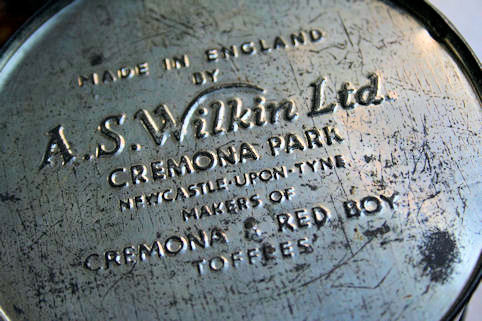 MADE IN ENGLAND
BY
A.S. Wilkin Ltd.
CREMONA PARK
NEWCASTLE-UPON-TYNE
MAKERS OF
CREMONA & RED BOY
TOFFEES